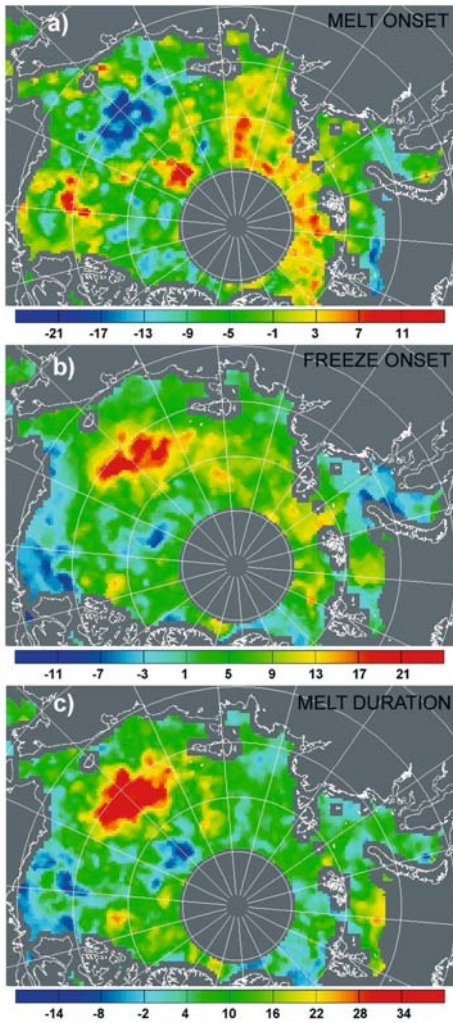 a) MELT ONSET
-21 -17 -13 -9 -5 -1 3 7 11
b) FREEZE ONSET
-11 -7 -3 1 5 9 13 17 21
c) MELT DURATION
-14 -8 -2 4 10 16 22 28 34